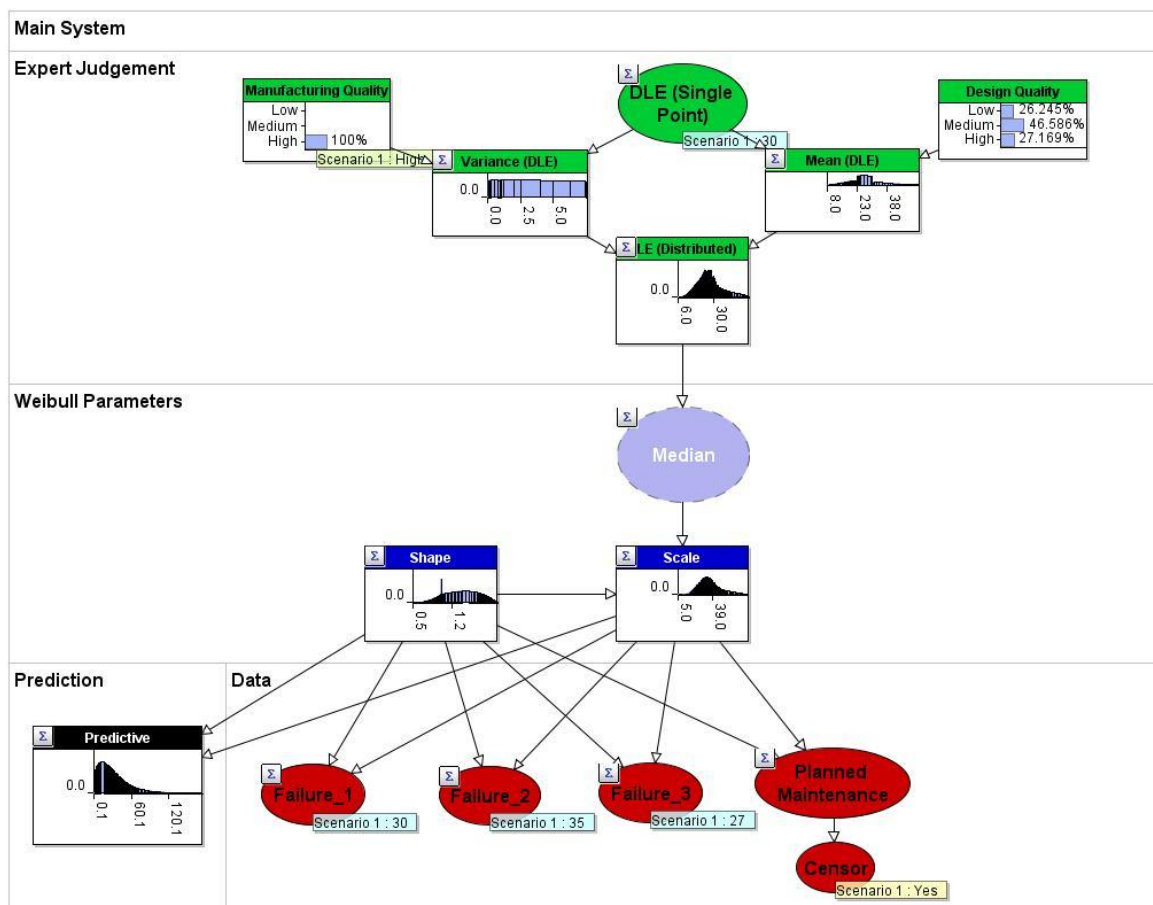 Main System
Expert Judgement
Manufacturing Quality
Low
Medium
High 100%
Scenario 1 : High
Σ
DLE (Single
Point)
Scenario 1 : 30
Design Quality
Low 26.245%
Medium 46.586%
High 27.169%
Σ Variance (DLE)
0.0
0.0 2.5 5.0
Σ Mean (DLE)
8.0 23.0 38.0
Σ LE (Distributed)
0.0
6.0 30.0
Weibull Parameters
Σ
Median
Σ Shape
0.0
0.5 1.2
Σ Scale
0.0
5.0 39.0
Prediction
Σ Predictive
0.0
0.1 60.1 120.1
Data
Σ
Failure_1
Scenario 1 : 30
Σ
Failure_2
Scenario 1 : 35
Σ
Failure_3
Scenario 1 : 27
Σ
Planned
Maintenance
Censor
Scenario 1 : Yes